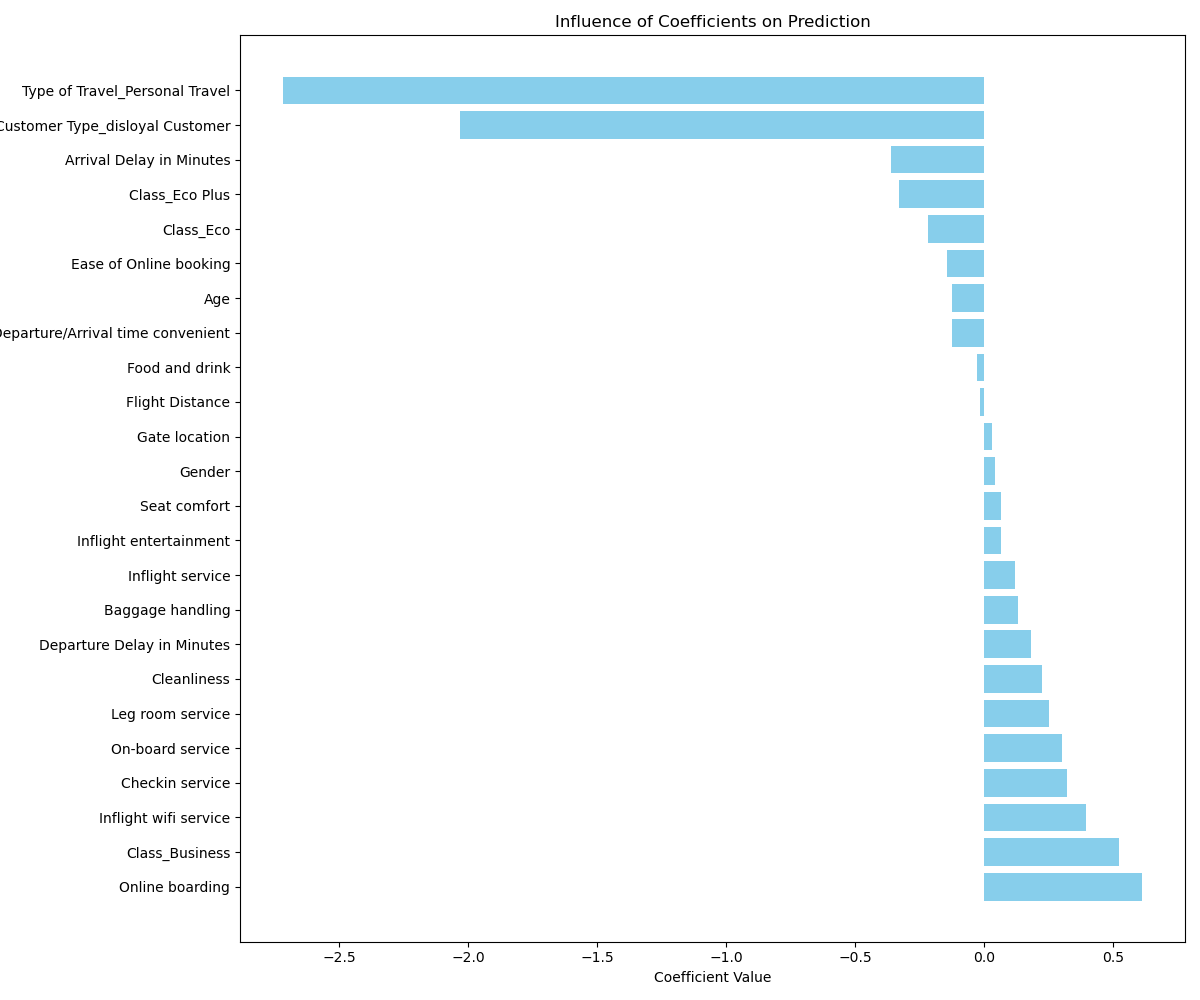 Influence of Coefficients on Prediction
Type of Travel_Personal Travel
Customer Type_disloyal Customer
Arrival Delay in Minutes
Class_Eco Plus
Class_Eco
Ease of Online booking
Age
Departure/Arrival time convenient
Food and drink
Flight Distance
Gate location
Gender
Seat comfort
Inflight entertainment
Inflight service
Baggage handling
Departure Delay in Minutes
Cleanliness
Leg room service
On-board service
Checkin service
Inflight wifi service
Class_Business
Online boarding
−2.5 −2.0 −1.5 −1.0 −0.5 0.0 0.5
Coefficient Value